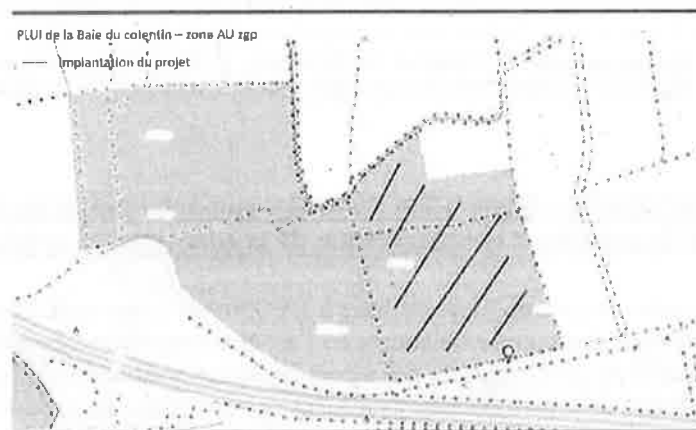 PLUI de la Baie du cotentin – zone AU zgp
Implantation du projet
A